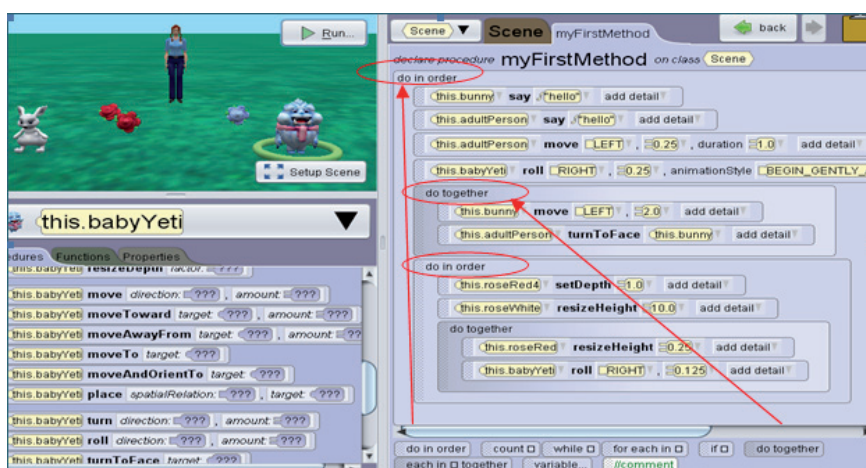 Run...
Setup Scene
this.babyYeti
edures Functions Properties
this.babyYeti resizeDepth factor: ???
this.babyYeti move direction: ??? , amount: ???
this.babyYeti moveToward target: ??? , amount: ???
this.babyYeti moveAwayFrom target: ??? , amount: ??
this.babyYeti moveTo target: ???
this.babyYeti moveAndOrientTo target: ???
this.babyYeti place spatialRelation: ??? , target: ???
this.babyYeti turn direction: ??? , amount: ???
this.babyYeti roll direction: ??? , amount: ???
this.babyYeti turnToFace target: ???
Scene Scene myFirstMethod back
declare procedure myFirstMethod on class Scene
do in order
this.bunny say "hello" add detail
this.adultPerson say "hello" add detail
this.adultPerson move LEFT , 0.25 , duration 1.0 add detail
this.babyYeti roll RIGHT , 0.25 , animationStyle BEGIN_GENTLY_
do together
this.bunny move LEFT , 2.0 add detail
this.adultPerson turnToFace this.bunny add detail
do in order
this.roseRed4 setDepth 1.0 add detail
this.roseWhite resizeHeight 10.0 add detail
do together
this.roseRed resizeHeight 0.25 add detail
this.babyYeti roll RIGHT , 0.125 add detail
do in order count while for each in if do together
each in together variable... //comment